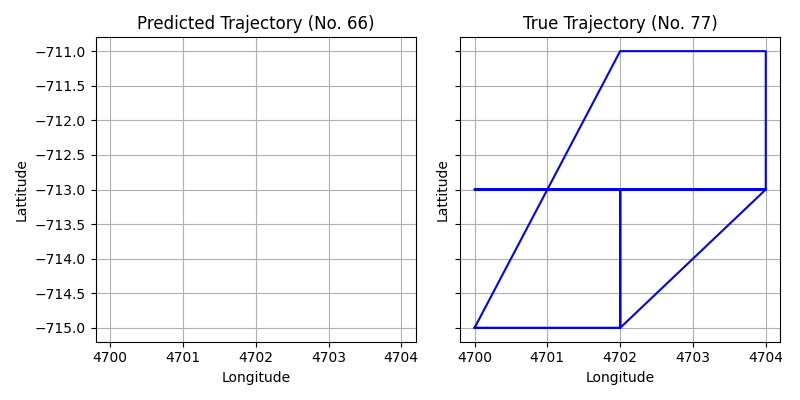 Predicted Trajectory (No. 66)
True Trajectory (No. 77)
Lattitude
−711.0
−711.5
−712.0
−712.5
−713.0
−713.5
−714.0
−714.5
−715.0
4700 4701 4702 4703 4704
Longitude
Lattitude
4700 4701 4702 4703 4704
Longitude